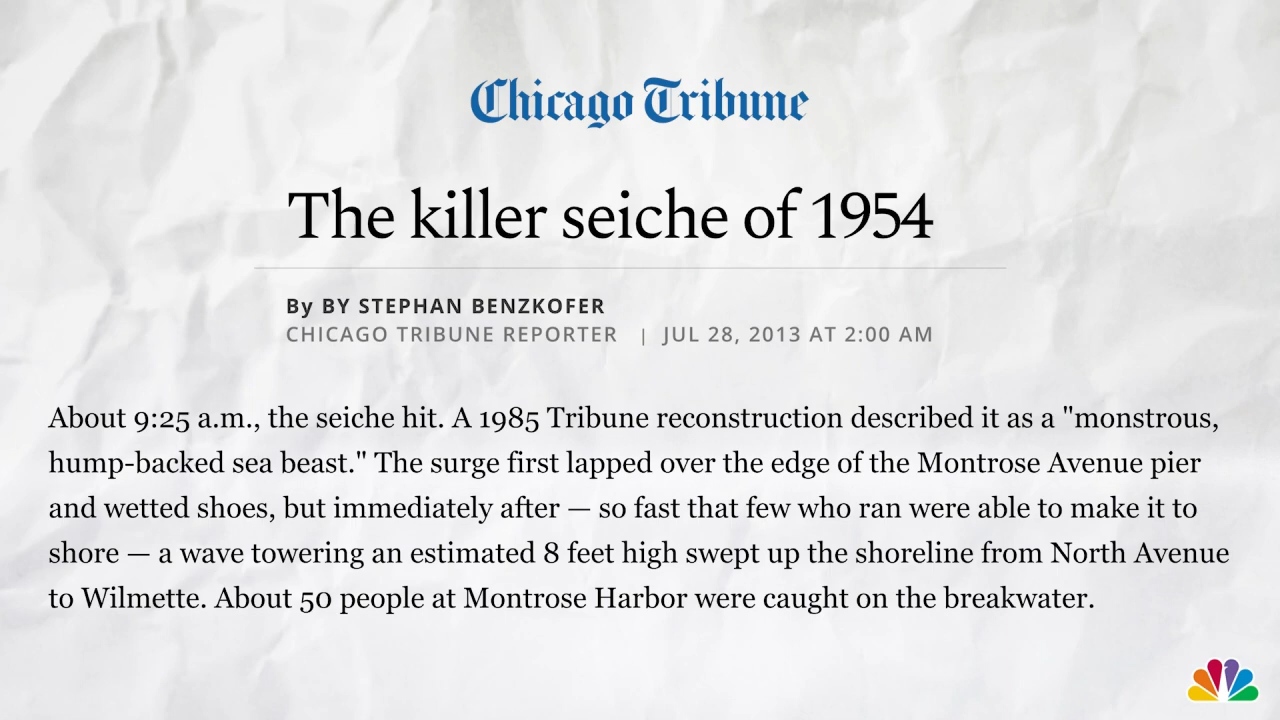 Chicago Tribune
The killer seiche of 1954
By BY STEPHAN BENZKOFER
CHICAGO TRIBUNE REPORTER | JUL 28, 2013 AT 2:00 AM
About 9:25 a.m., the seiche hit. A 1985 Tribune reconstruction described it as a "monstrous,
hump-backed sea beast." The surge first lapped over the edge of the Montrose Avenue pier
and wetted shoes, but immediately after — so fast that few who ran were able to make it to
shore — a wave towering an estimated 8 feet high swept up the shoreline from North Avenue
to Wilmette. About 50 people at Montrose Harbor were caught on the breakwater.